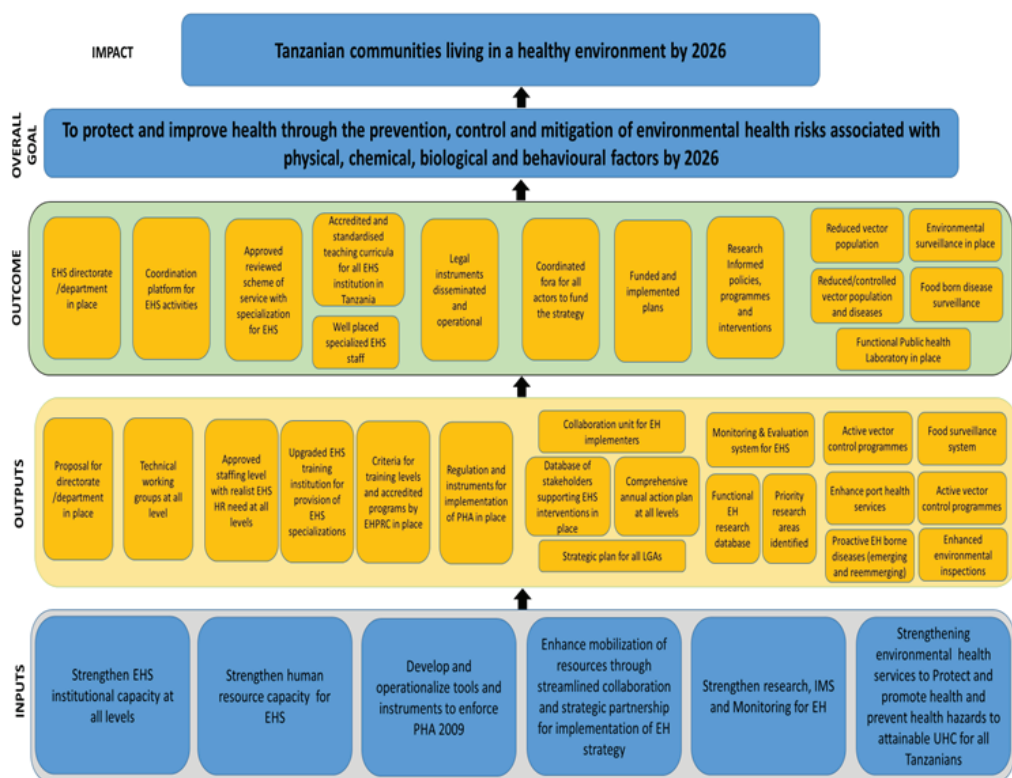 IMPACT
Tanzanian communities living in a healthy environment by 2026
OVERALL
GOAL
To protect and improve health through the prevention, control and mitigation of environmental health risks associated with
physical, chemical, biological and behavioural factors by 2026
OUTCOME
EHS directorate
/department
in place
Coordination
platform for
EHS activities
Approved
reviewed
scheme of
service with
specialization
for EHS
Accredited and
standardised
teaching curricula
for all EHS
institution in
Tanzania
Well placed
specialized EHS
staff
Legal
instruments
disseminated
and
operational
Coordinated
fora for all
actors to fund
the strategy
Funded and
implemented
plans
Research
Informed
policies,
programmes
and
interventions
Reduced vector
population
Environmental
surveillance in place
Reduced/controlled
vector population
and diseases
Food born disease
surveillance
Functional Public health
Laboratory in place
OUTPUTS
Proposal for
directorate
/department
in place
Technical
working
groups at all
level
Approved
staffing level
with realist EHS
HR need at all
levels
Upgraded EHS
training
institution for
provision of
EHS
specializations
Criteria for
training levels
and accredited
programs by
EHPRC in place
Regulation and
instruments for
implementation
of PHA in place
Collaboration unit for EH
implementers
Database of
stakeholders
supporting EHS
interventions in
place
Comprehensive
annual action plan
at all levels
Strategic plan for all LGAs
Monitoring & Evaluation
system for EHS
Functional
EH
research
database
Priority
research
areas
identified
Active vector
control programmes
Food surveillance
system
Enhance port health
services
Active vector
control programmes
Proactive EH borne
diseases (emerging
and reemmerging)
Enhanced
environmental
inspections
INPUTS
Strengthen EHS
institutional capacity at
all levels
Strengthen human
resource capacity for
EHS
Develop and
operationalize tools and
instruments to enforce
PHA 2009
Enhance mobilization of
resources through
streamlined collaboration
and strategic partnership
for implementation of EH
strategy
Strengthen research, IMS
and Monitoring for EH
Strengthening
environmental health
services to Protect and
promote health and
prevent health hazards to
attainable UHC for all
Tanzanians